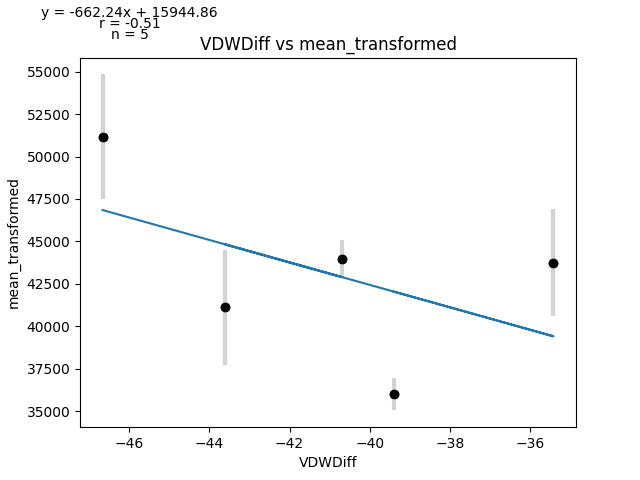 y = -662.24x + 15944.86
r = -0.51
n = 5
VDWDiff vs mean_transformed
55000
52500
50000
47500
45000
42500
40000
37500
35000
mean_transformed
−46
−44
−42
−40
−38
−36
VDWDiff